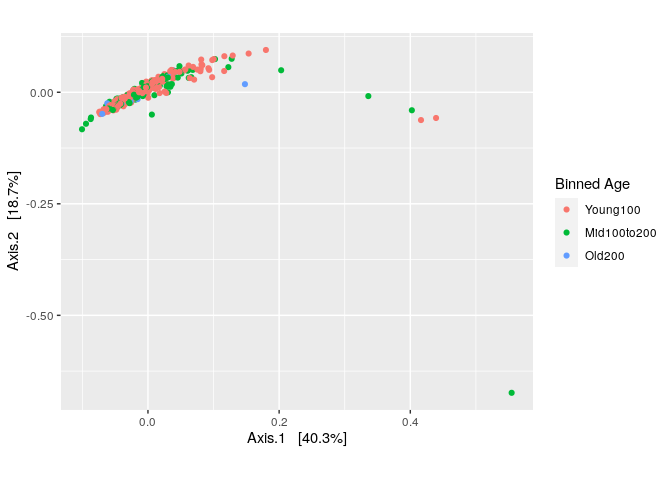 0.00
-0.25
-0.50
Axis.2 [18.7%]
0.0
0.2
0.4
Axis.1 [40.3%]
Binned Age
Young100
Mid100to200
Old200